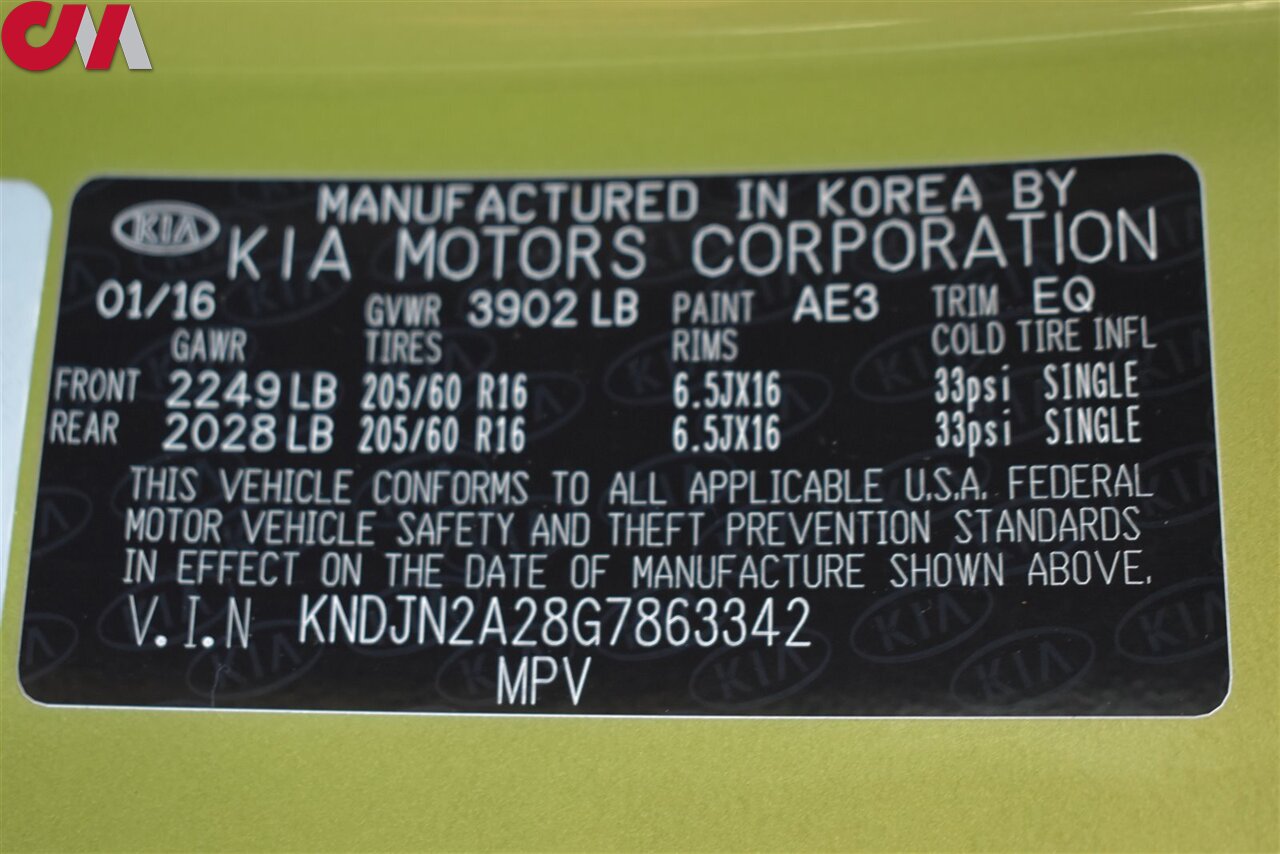 CM
MANUFACTURED IN KOREA BY
KIA KIA MOTORS CORPORATION
01/16 GVWR 3902 LB PAINT AE3 TRIM EQ
GAWR TIRES RIMS COLD TIRE INFL
FRONT 2249 LB 205/60 R16 6.5JX16 33psi SINGLE
REAR 2028 LB 205/60 R16 6.5JX16 33psi SINGLE
THIS VEHICLE CONFORMS TO ALL APPLICABLE U.S.A. FEDERAL
MOTOR VEHICLE SAFETY AND THEFT PREVENTION STANDARDS
IN EFFECT ON THE DATE OF MANUFACTURE SHOWN ABOVE.
V.I.N KNDJN2A28G7863342
MPV